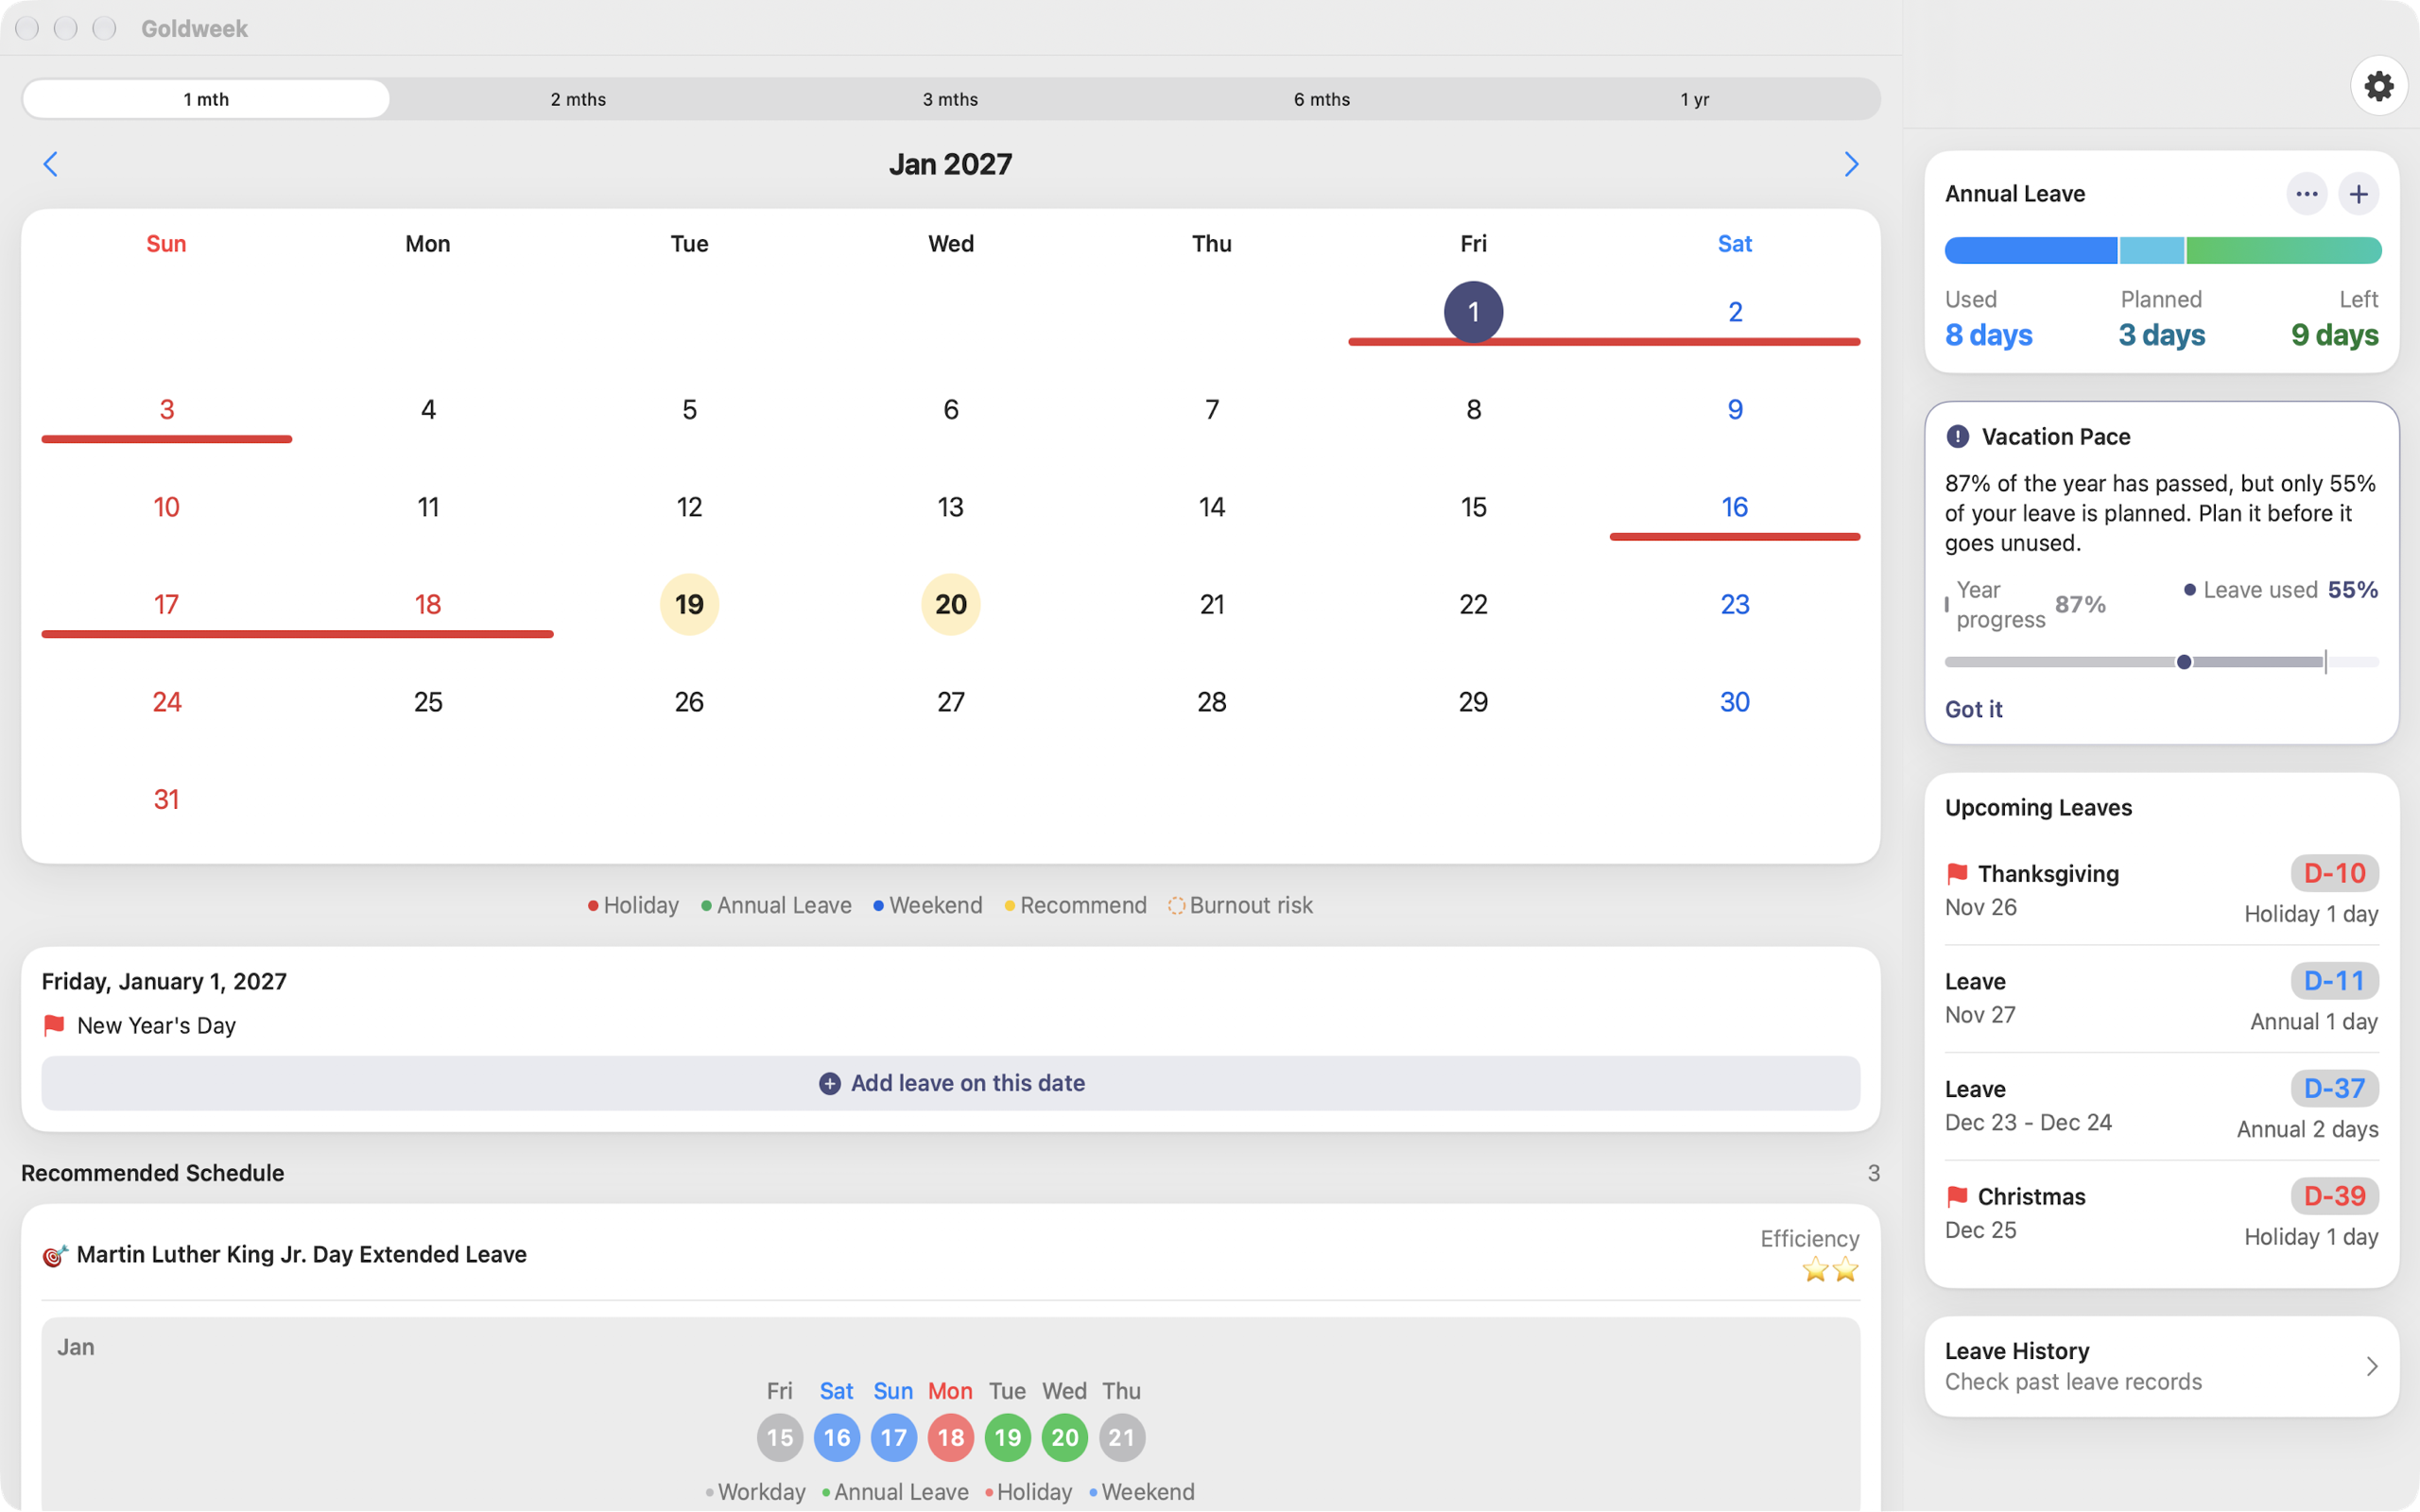 Goldweek
1 mth 2 mths 3 mths 6 mths 1 yr
Jan 2027
Sun Mon Tue Wed Thu Fri Sat
1 2
3 4 5 6 7 8 9
10 11 12 13 14 15 16
17 18 19 20 21 22 23
24 25 26 27 28 29 30
31
Holiday Annual Leave Weekend Recommend Burnout risk
Friday, January 1, 2027
New Year's Day
Add leave on this date
Recommended Schedule 3
Martin Luther King Jr. Day Extended Leave
Efficiency
Jan
Fri Sat Sun Mon Tue Wed Thu
15 16 17 18 19 20 21
Workday Annual Leave Holiday Weekend
Annual Leave
Used Planned Left
8 days 3 days 9 days
Vacation Pace
87% of the year has passed, but only 55%
of your leave is planned. Plan it before it
goes unused.
Year
progress 87%
Leave used 55%
Got it
Upcoming Leaves
Thanksgiving D-10
Nov 26 Holiday 1 day
Leave D-11
Nov 27 Annual 1 day
Leave D-37
Dec 23 - Dec 24 Annual 2 days
Christmas D-39
Dec 25 Holiday 1 day
Leave History
Check past leave records